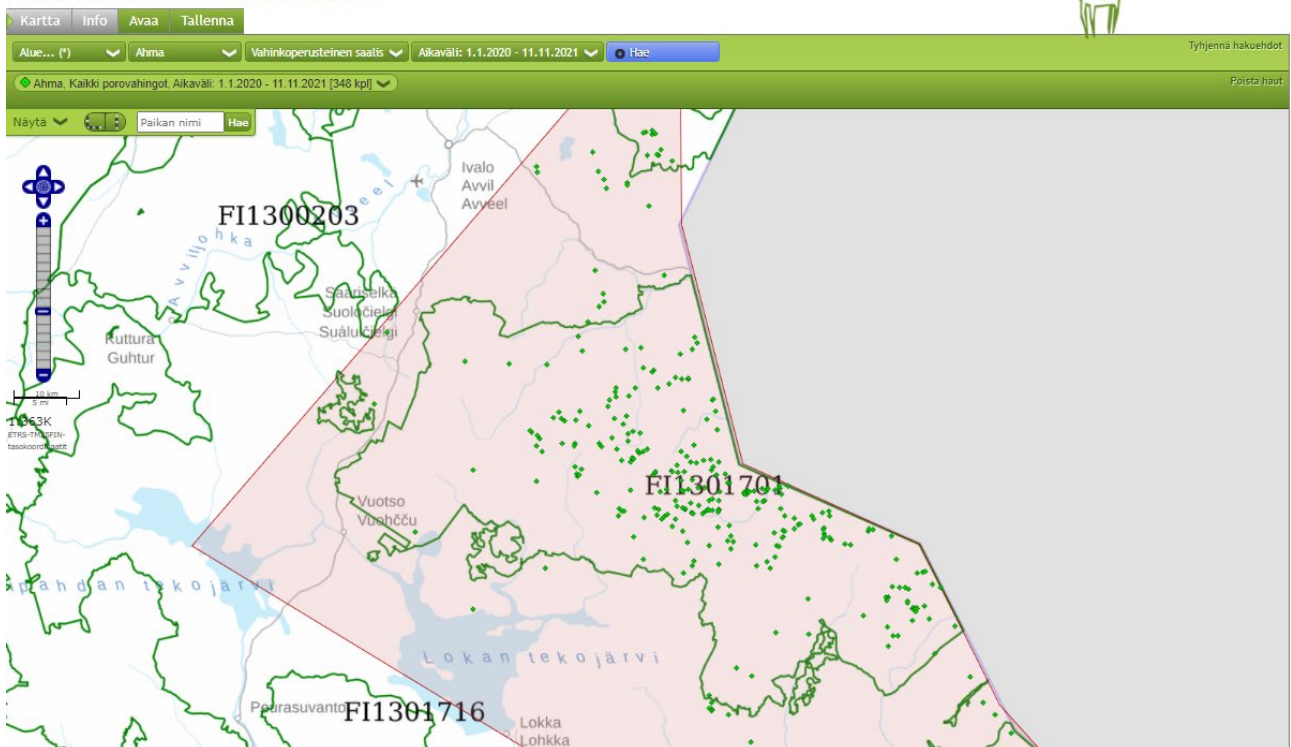 Kartta Info Avaa Tallenna
Alue... (*) Ahma Vahinkoperusteinen saalis Aikaväli: 1.1.2020 - 11.11.2021 Hae Tyhjennä hakuehdot
Ahma, Kaikki porovahingot, Aikaväli: 1.1.2020 - 11.11.2021 [348 kpl] Poista haut
Näytä Paikan nimi Hae
Ivalo
Avvil
Avveel
FI1300203
Avviljohka
Saariselkä
Suoločielgi
Suáluičielgi
Kuttura
Guhtur
10 km
5 mi
ETRS-TM35FIN-
tasokoordinaatit
FI1301701
Vuotso
Vuohčču
tekojärvi
Lokan tekojärvi
Peurasuvanto
FI1301716
Lokka
Lohkka